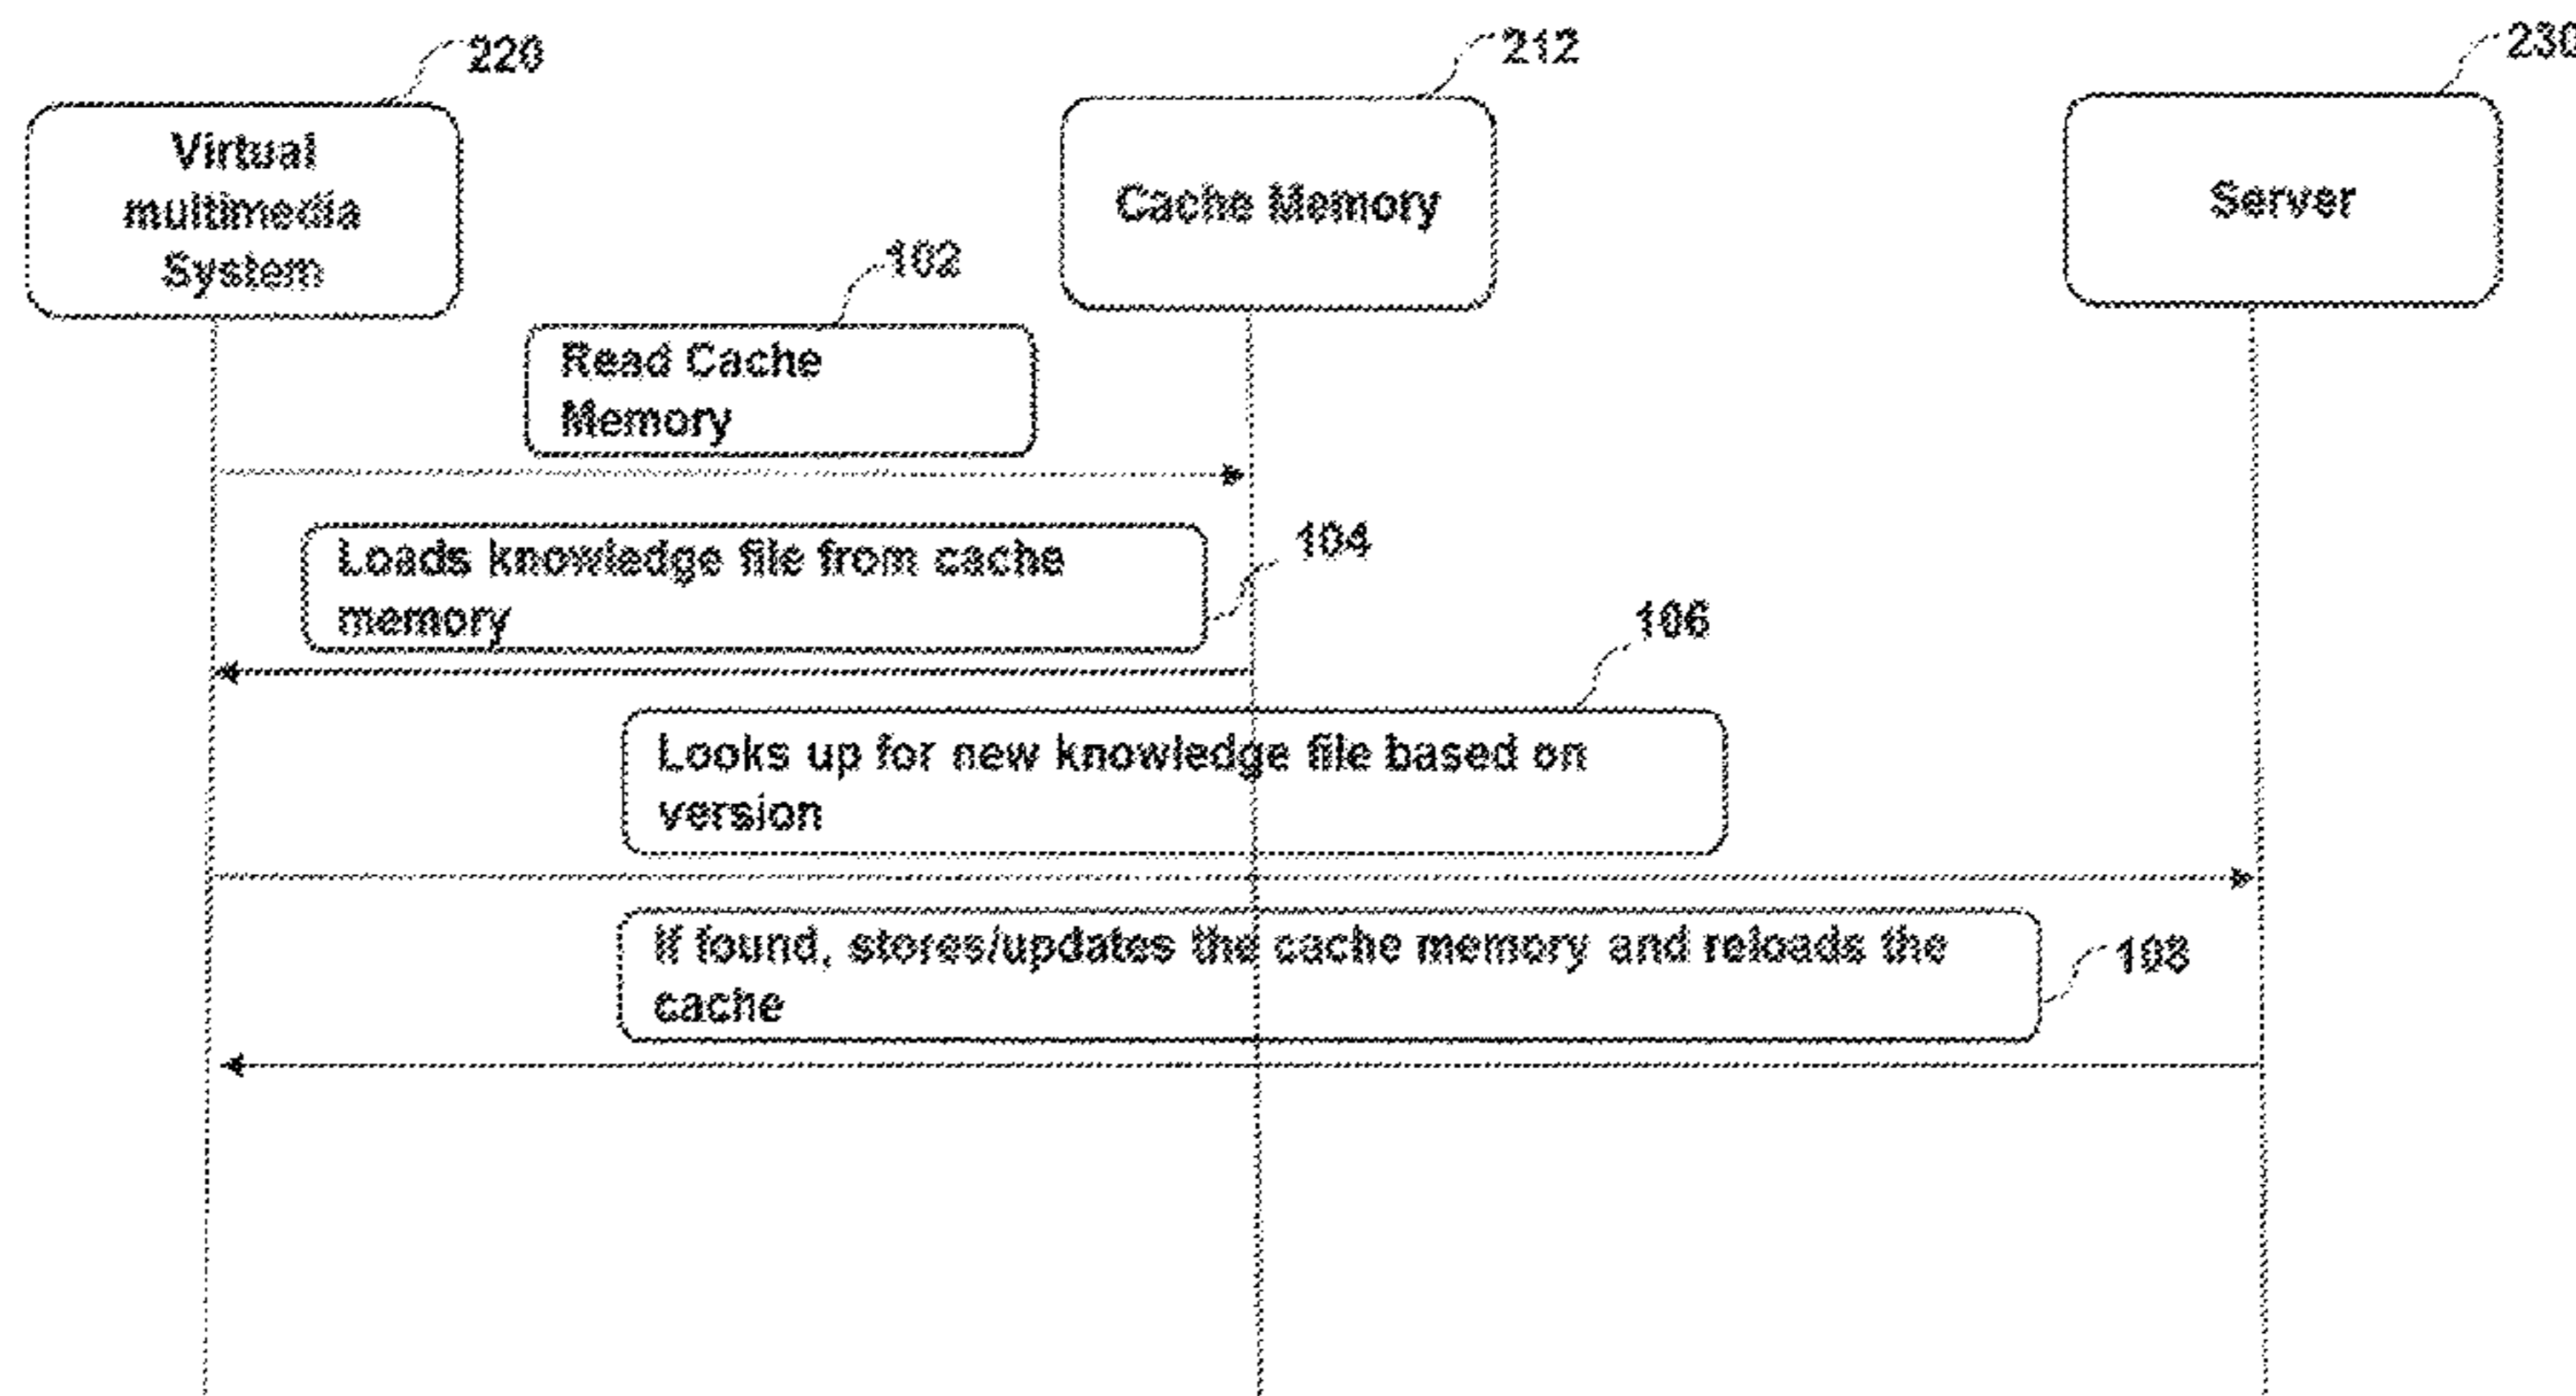 220
212
230
Virtual
multimedia
System
Cache Memory
Server
102
Read Cache
Memory
104
Loads knowledge file from cache
memory
106
Looks up for new knowledge file based on
version
If found, stores/updates the cache memory and reloads the
cache
108